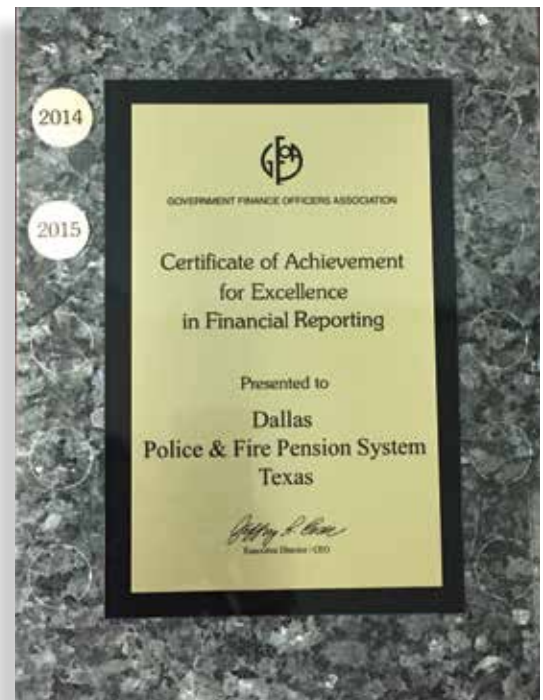 2014
2015
GFOA
GOVERNMENT FINANCE OFFICERS ASSOCIATION
Certificate of Achievement
for Excellence
in Financial Reporting
Presented to
Dallas
Police & Fire Pension System
Texas
Executive Director / CEO